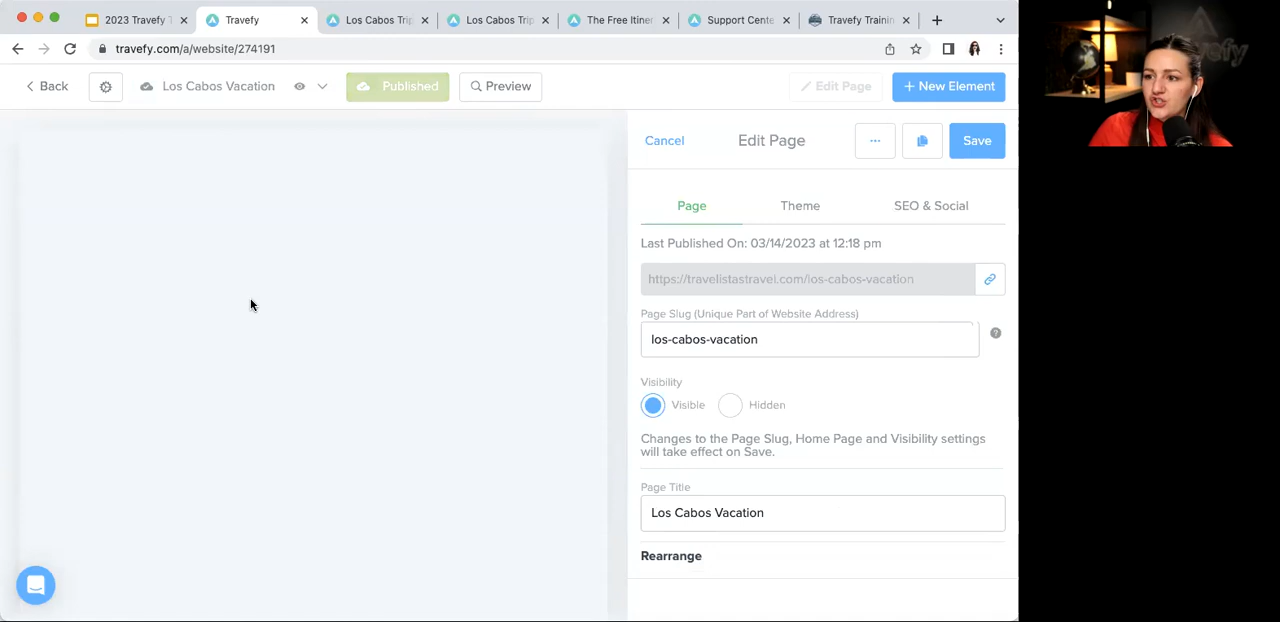 2023 Travefy T
Travefy
Los Cabos Trip
Los Cabos Trip
The Free Itiner
Support Cente
Travefy Trainin
travefy.com/a/website/274191
Back
Los Cabos Vacation
Published
Preview
Edit Page
+ New Element
Cancel
Edit Page
Save
Page
Theme
SEO & Social
Last Published On: 03/14/2023 at 12:18 pm
https://travelistastravel.com/los-cabos-vacation
Page Slug (Unique Part of Website Address)
los-cabos-vacation
Visibility
Visible
Hidden
Changes to the Page Slug, Home Page and Visibility settings
will take effect on Save.
Page Title
Los Cabos Vacation
Rearrange